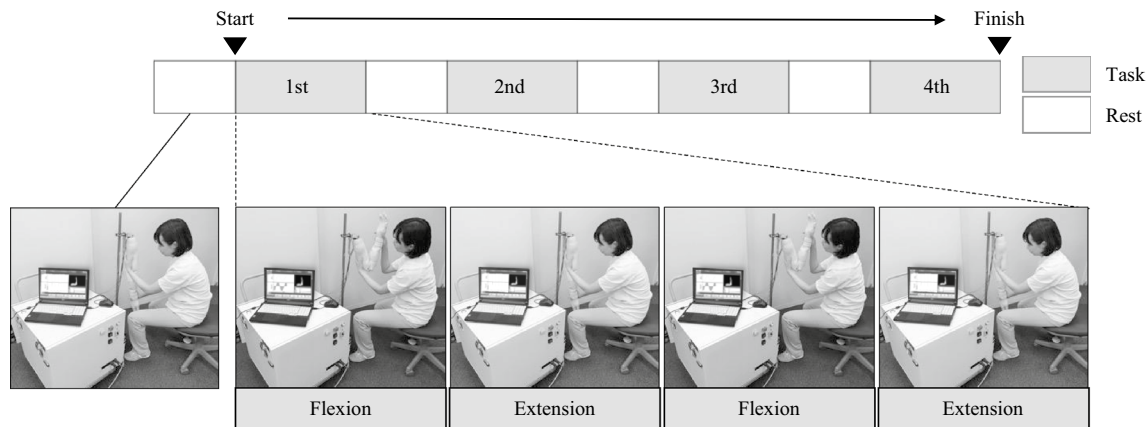 Start
Finish
1st
2nd
3rd
4th
Task
Rest
Flexion
Extension
Flexion
Extension